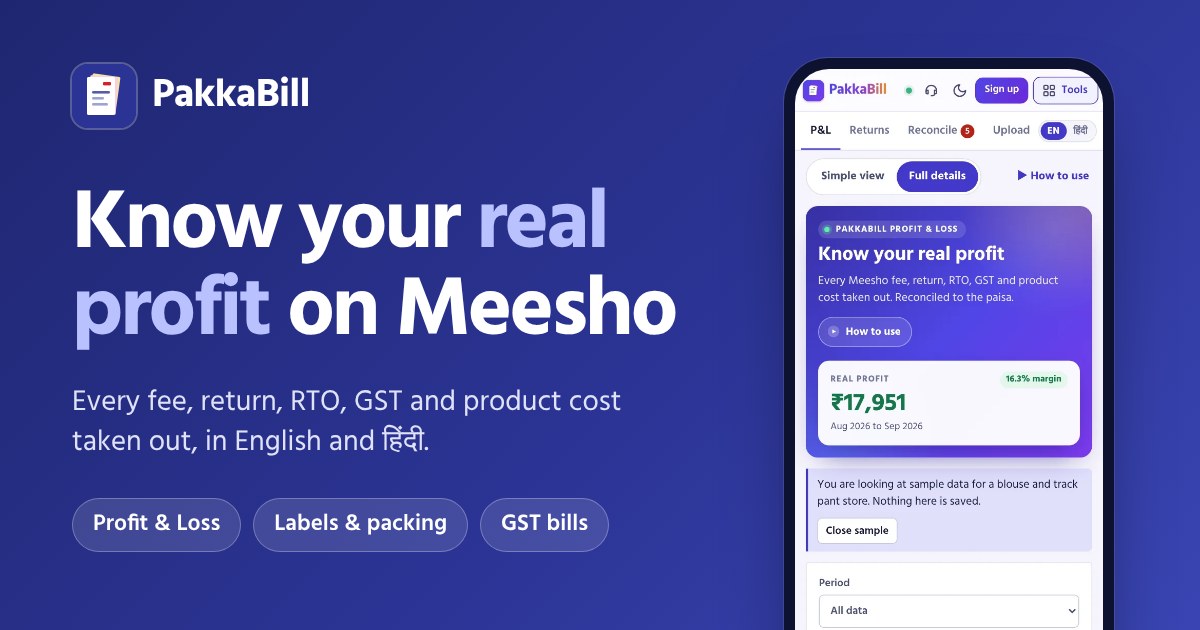 PakkaBill
Know your real
profit on Meesho
Every fee, return, RTO, GST and product cost
taken out, in English and हिंदी.
Profit & Loss
Labels & packing
GST bills
PakkaBill
Sign up
Tools
P&L
Returns
Reconcile 5
Upload
EN
हिंदी
Simple view
Full details
How to use
PAKKABILL PROFIT & LOSS
Know your real profit
Every Meesho fee, return, RTO, GST and product
cost taken out. Reconciled to the paisa.
How to use
REAL PROFIT
16.3% margin
₹17,951
Aug 2026 to Sep 2026
You are looking at sample data for a blouse and track
pant store. Nothing here is saved.
Close sample
Period
All data